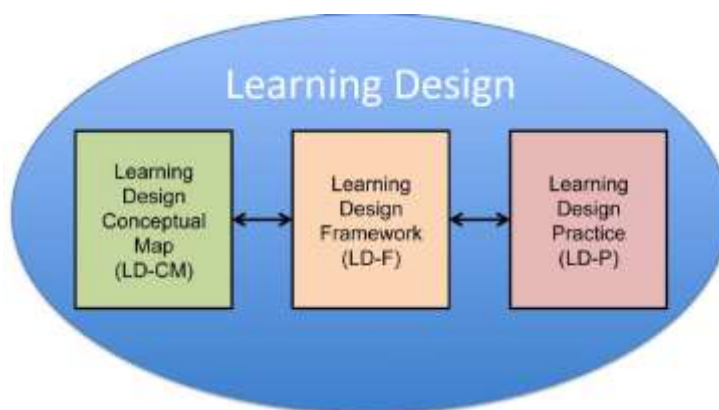 Learning Design
Learning
Design
Conceptual
Map
(LD-CM)
Learning
Design
Framework
(LD-F)
Learning
Design
Practice
(LD-P)